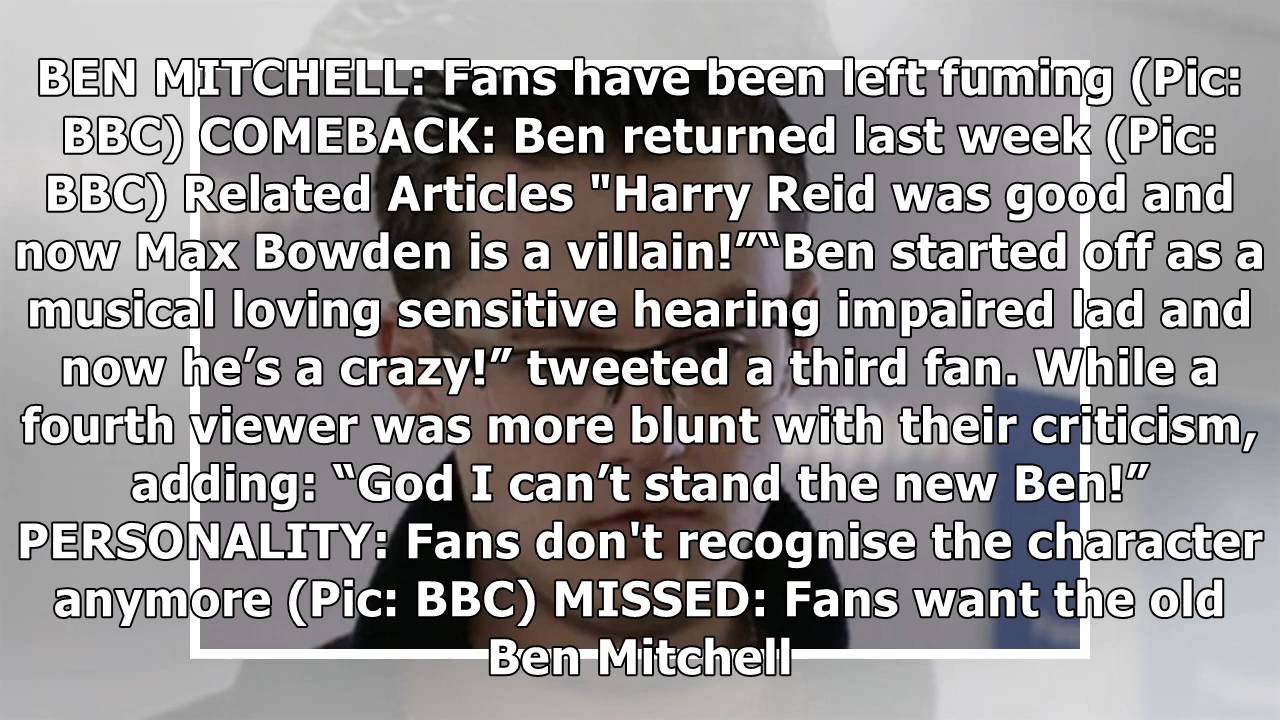 BEN MITCHELL: Fans have been left fuming (Pic:
BBC) COMEBACK: Ben returned last week (Pic:
BBC) Related Articles "Harry Reid was good and
now Max Bowden is a villain!”“Ben started off as a
musical loving sensitive hearing impaired lad and
now he’s a crazy!” tweeted a third fan. While a
fourth viewer was more blunt with their criticism,
adding: “God I can’t stand the new Ben!”
PERSONALITY: Fans don't recognise the character
anymore (Pic: BBC) MISSED: Fans want the old
Ben Mitchell